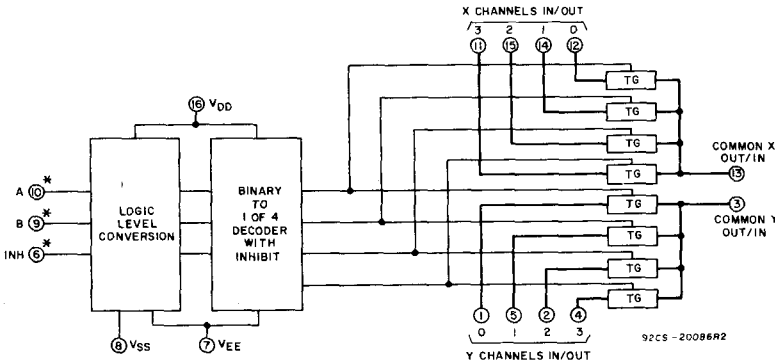 X CHANNELS IN/OUT
3 2 1 0
11 15 14 12
TG
TG
TG
TG
COMMON X
OUT/IN
13
16 VDD
A 10 *
B 9 *
INH 6 *
LOGIC
LEVEL
CONVERSION
BINARY
TO
1 OF 4
DECODER
WITH
INHIBIT
8 VSS
7 VEE
TG
TG
TG
TG
3
COMMON Y
OUT/IN
1 5 2 4
0 1 2 3
Y CHANNELS IN/OUT
92CS-20086R2